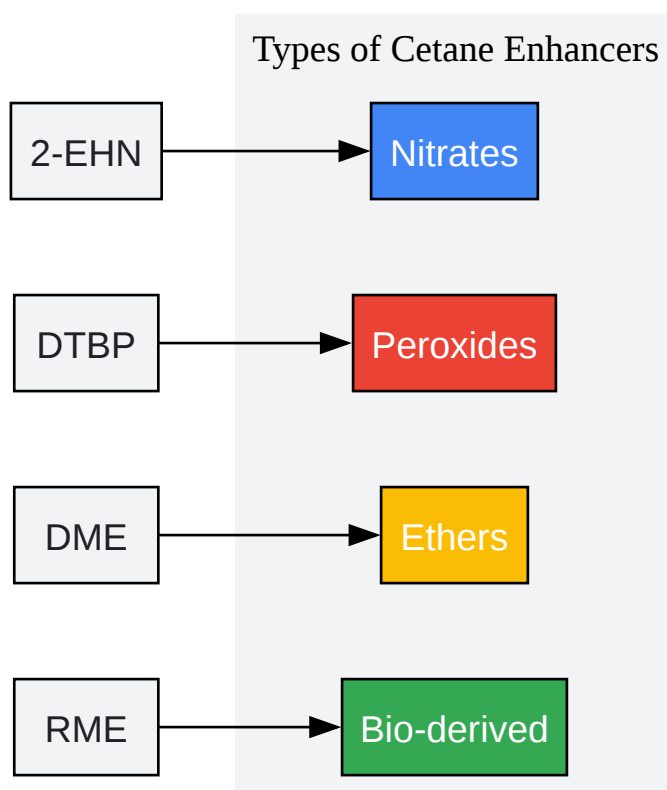 Types of Cetane Enhancers
2-EHN
Nitrates
DTBP
Peroxides
DME
Ethers
RME
Bio-derived